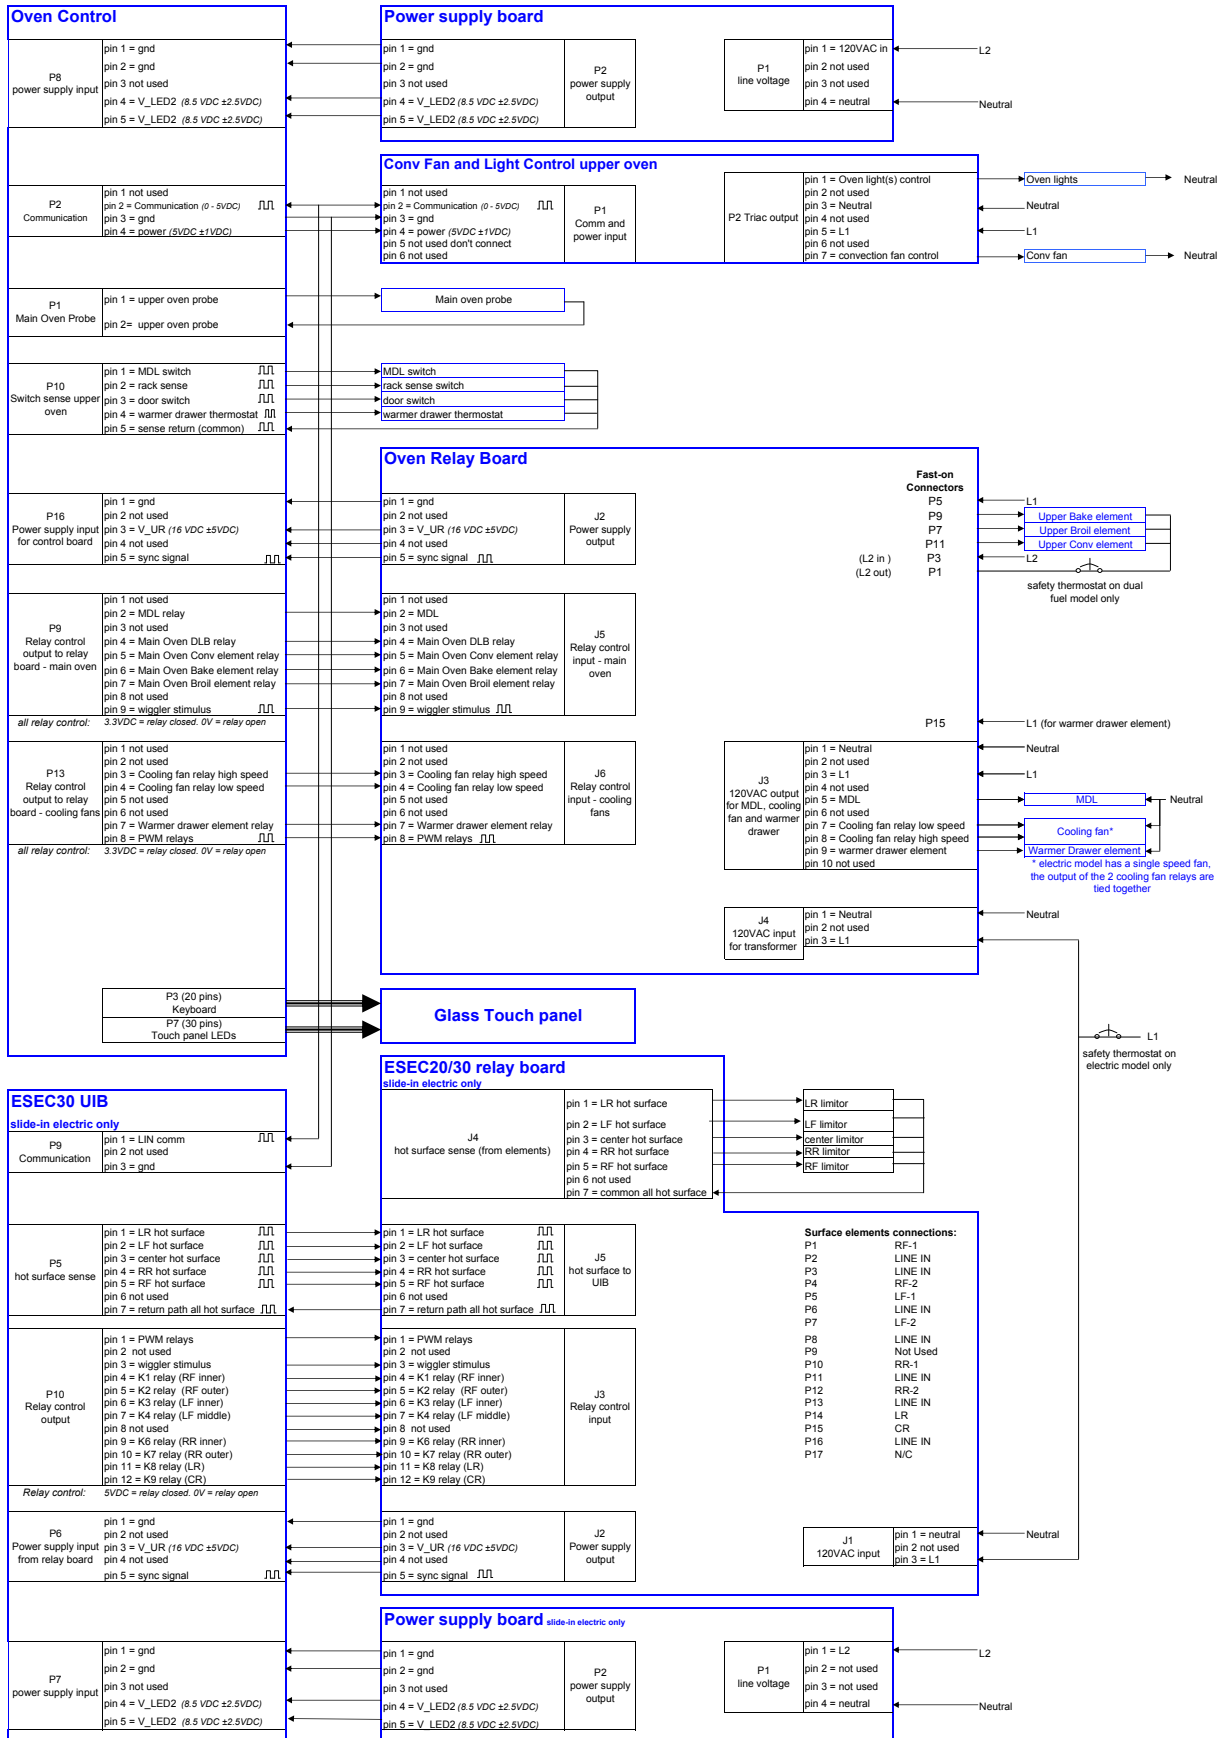 Oven Control
P8
power supply input
pin 1 = gnd
pin 2 = gnd
pin 3 not used
pin 4 = V_LED2 (8.5 VDC ±2.5VDC)
pin 5 = V_LED2 (8.5 VDC ±2.5VDC)
Power supply board
pin 1 = gnd
pin 2 = gnd
pin 3 not used
pin 4 = V_LED2 (8.5 VDC ±2.5VDC)
pin 5 = V_LED2 (8.5 VDC ±2.5VDC)
P2
power supply
output
P1
line voltage
pin 1 = 120VAC in
pin 2 not used
pin 3 not used
pin 4 = neutral
L2
Neutral
P2
Communication
pin 1 not used
pin 2 = Communication (0 - 5VDC)
pin 3 = gnd
pin 4 = power (5VDC ±1VDC)
Conv Fan and Light Control upper oven
pin 1 not used
pin 2 = Communication (0 - 5VDC)
pin 3 = gnd
pin 4 = power (5VDC ±1VDC)
pin 5 not used don't connect
pin 6 not used
P1
Comm and
power input
P2 Triac output
pin 1 = Oven light(s) control
pin 2 not used
pin 3 = Neutral
pin 4 not used
pin 5 = L1
pin 6 not used
pin 7 = convection fan control
Oven lights
Neutral
Neutral
L1
Conv fan
Neutral
P1
Main Oven Probe
pin 1 = upper oven probe
pin 2= upper oven probe
Main oven probe
P10
Switch sense upper
oven
pin 1 = MDL switch
pin 2 = rack sense
pin 3 = door switch
pin 4 = warmer drawer thermostat
pin 5 = sense return (common)
MDL switch
rack sense switch
door switch
warmer drawer thermostat
Oven Relay Board
P16
Power supply input
for control board
pin 1 = gnd
pin 2 not used
pin 3 = V_UR (16 VDC ±5VDC)
pin 4 not used
pin 5 = sync signal
pin 1 = gnd
pin 2 not used
pin 3 = V_UR (16 VDC ±5VDC)
pin 4 not used
pin 5 = sync signal
J2
Power supply
output
Fast-on
Connectors
P5
P9
P7
P11
(L2 in ) P3
(L2 out) P1
L1
Upper Bake element
Upper Broil element
Upper Conv element
L2
safety thermostat on dual
fuel model only
P9
Relay control
output to relay
board - main oven
pin 1 not used
pin 2 = MDL relay
pin 3 not used
pin 4 = Main Oven DLB relay
pin 5 = Main Oven Conv element relay
pin 6 = Main Oven Bake element relay
pin 7 = Main Oven Broil element relay
pin 8 not used
pin 9 = wiggler stimulus
all relay control: 3.3VDC = relay closed. 0V = relay open
pin 1 not used
pin 2 = MDL
pin 3 not used
pin 4 = Main Oven DLB relay
pin 5 = Main Oven Conv element relay
pin 6 = Main Oven Bake element relay
pin 7 = Main Oven Broil element relay
pin 8 not used
pin 9 = wiggler stimulus
J5
Relay control
input - main
oven
P15
L1 (for warmer drawer element)
P13
Relay control
output to relay
board - cooling fans
pin 1 not used
pin 2 not used
pin 3 = Cooling fan relay high speed
pin 4 = Cooling fan relay low speed
pin 5 not used
pin 6 not used
pin 7 = Warmer drawer element relay
pin 8 = PWM relays
all relay control: 3.3VDC = relay closed. 0V = relay open
pin 1 not used
pin 2 not used
pin 3 = Cooling fan relay high speed
pin 4 = Cooling fan relay low speed
pin 5 not used
pin 6 not used
pin 7 = Warmer drawer element relay
pin 8 = PWM relays
J6
Relay control
input - cooling
fans
J3
120VAC output
for MDL, cooling
fan and warmer
drawer
pin 1 = Neutral
pin 2 not used
pin 3 = L1
pin 4 not used
pin 5 = MDL
pin 6 not used
pin 7 = Cooling fan relay low speed
pin 8 = Cooling fan relay high speed
pin 9 = warmer drawer element
pin 10 not used
Neutral
L1
MDL
Neutral
Cooling fan*
Warmer Drawer element
* electric model has a single speed fan,
the output of the 2 cooling fan relays are
tied together
J4
120VAC input
for transformer
pin 1 = Neutral
pin 2 not used
pin 3 = L1
Neutral
P3 (20 pins)
Keyboard
P7 (30 pins)
Touch panel LEDs
Glass Touch panel
L1
safety thermostat on
electric model only
ESEC20/30 relay board
slide-in electric only
J4
hot surface sense (from elements)
pin 1 = LR hot surface
pin 2 = LF hot surface
pin 3 = center hot surface
pin 4 = RR hot surface
pin 5 = RF hot surface
pin 6 not used
pin 7 = common all hot surface
LR limitor
LF limitor
center limitor
RR limitor
RF limitor
ESEC30 UIB
slide-in electric only
P9
Communication
pin 1 = LIN comm
pin 2 not used
pin 3 = gnd
P5
hot surface sense
pin 1 = LR hot surface
pin 2 = LF hot surface
pin 3 = center hot surface
pin 4 = RR hot surface
pin 5 = RF hot surface
pin 6 not used
pin 7 = return path all hot surface
pin 1 = LR hot surface
pin 2 = LF hot surface
pin 3 = center hot surface
pin 4 = RR hot surface
pin 5 = RF hot surface
pin 6 not used
pin 7 = return path all hot surface
J5
hot surface to
UIB
Surface elements connections:
P1 RF-1
P2 LINE IN
P3 LINE IN
P4 RF-2
P5 LF-1
P6 LINE IN
P7 LF-2
P8 LINE IN
P9 Not Used
P10 RR-1
P11 LINE IN
P12 RR-2
P13 LINE IN
P14 LR
P15 CR
P16 LINE IN
P17 N/C
P10
Relay control
output
pin 1 = PWM relays
pin 2 not used
pin 3 = wiggler stimulus
pin 4 = K1 relay (RF inner)
pin 5 = K2 relay (RF outer)
pin 6 = K3 relay (LF inner)
pin 7 = K4 relay (LF middle)
pin 8 not used
pin 9 = K6 relay (RR inner)
pin 10 = K7 relay (RR outer)
pin 11 = K8 relay (LR)
pin 12 = K9 relay (CR)
Relay control: 5VDC = relay closed. 0V = relay open
pin 1 = PWM relays
pin 2 not used
pin 3 = wiggler stimulus
pin 4 = K1 relay (RF inner)
pin 5 = K2 relay (RF outer)
pin 6 = K3 relay (LF inner)
pin 7 = K4 relay (LF middle)
pin 8 not used
pin 9 = K6 relay (RR inner)
pin 10 = K7 relay (RR outer)
pin 11 = K8 relay (LR)
pin 12 = K9 relay (CR)
J3
Relay control
input
P6
Power supply input
from relay board
pin 1 = gnd
pin 2 not used
pin 3 = V_UR (16 VDC ±5VDC)
pin 4 not used
pin 5 = sync signal
pin 1 = gnd
pin 2 not used
pin 3 = V_UR (16 VDC ±5VDC)
pin 4 not used
pin 5 = sync signal
J2
Power supply
output
J1
120VAC input
pin 1 = neutral
pin 2 not used
pin 3 = L1
Neutral
Power supply board slide-in electric only
P7
power supply input
pin 1 = gnd
pin 2 = gnd
pin 3 not used
pin 4 = V_LED2 (8.5 VDC ±2.5VDC)
pin 5 = V_LED2 (8.5 VDC ±2.5VDC)
pin 1 = gnd
pin 2 = gnd
pin 3 not used
pin 4 = V_LED2 (8.5 VDC ±2.5VDC)
pin 5 = V_LED2 (8.5 VDC ±2.5VDC)
P2
power supply
output
P1
line voltage
pin 1 = L2
pin 2 = not used
pin 3 = not used
pin 4 = neutral
L2
Neutral